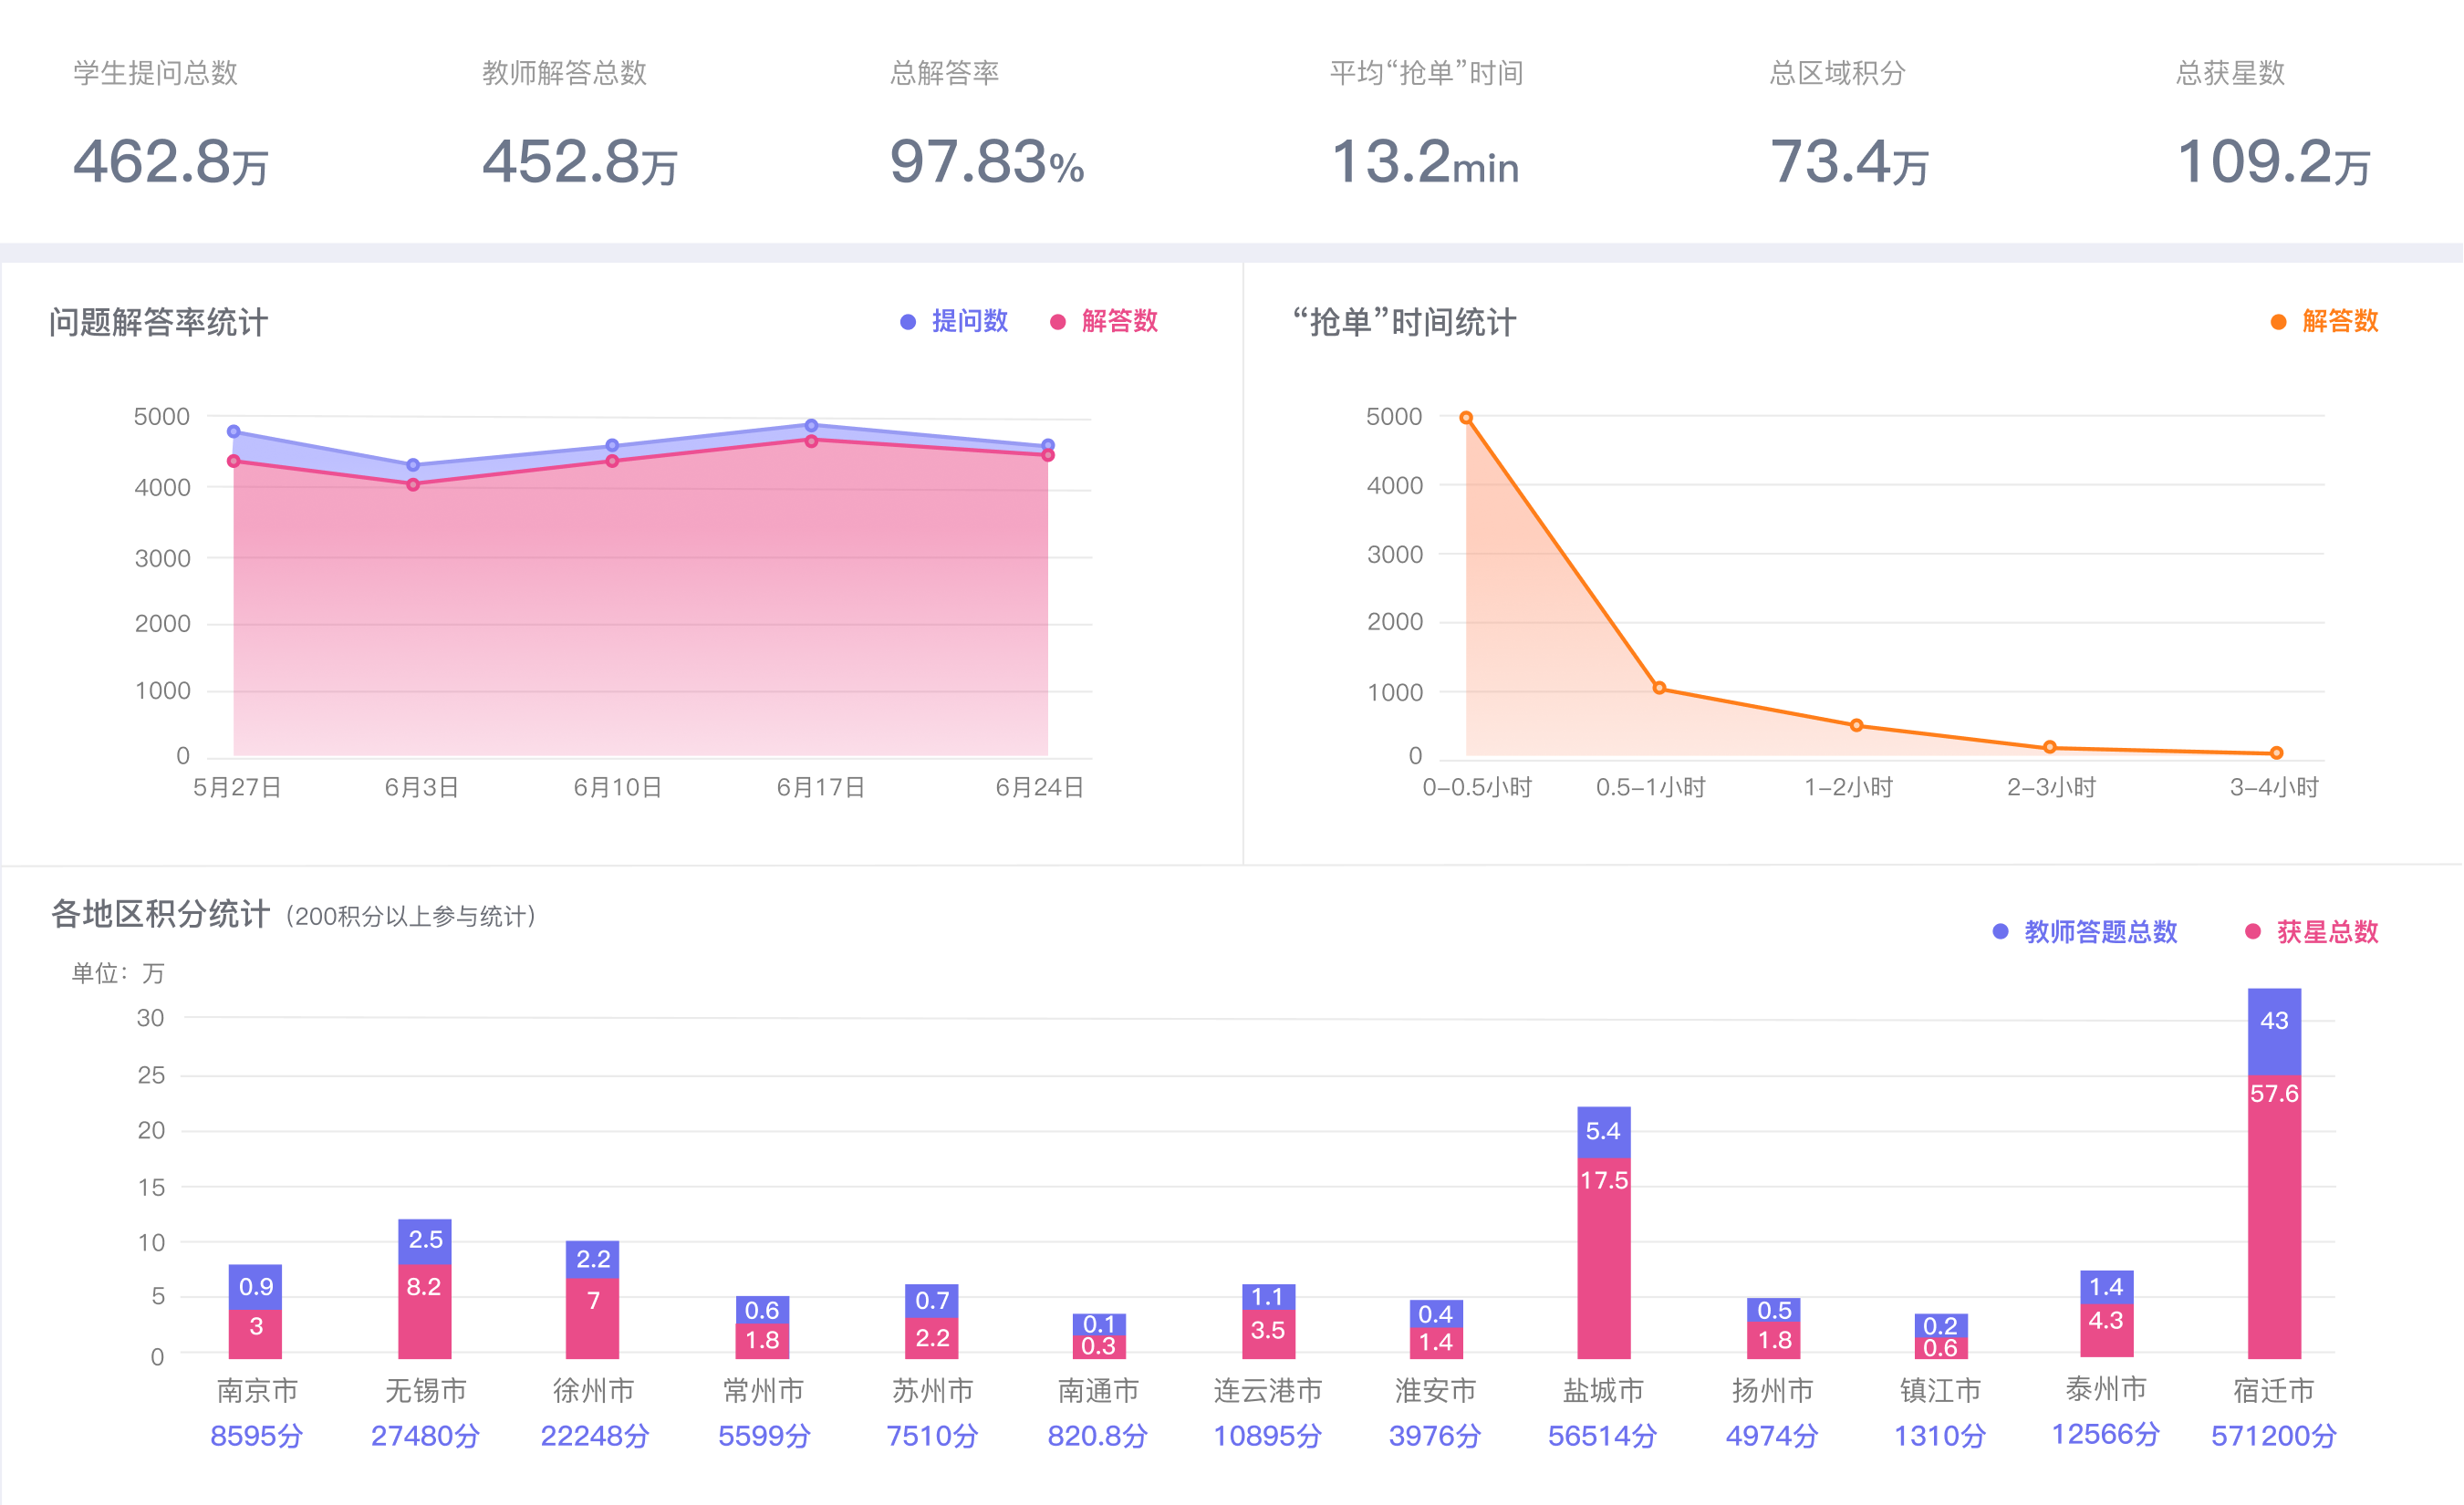 学生提问总数 教师解答总数 总解答率 平均“抢单”时间 总区域积分 总获星数
462.8万 452.8万 97.83% 13.2min 73.4万 109.2万
问题解答率统计 提问数 解答数
5000
4000
3000
2000
1000
0
5月27日 6月3日 6月10日 6月17日 6月24日
“抢单”时间统计 解答数
5000
4000
3000
2000
1000
0
0-0.5小时 0.5-1小时 1-2小时 2-3小时 3-4小时
各地区积分统计 (200积分以上参与统计) 教师答题总数 获星总数
单位：万
30
25
20
15
10
5
0
0.9 2.5 2.2 0.6 0.7 0.1 1.1 0.4 5.4 0.5 0.2 1.4 43
3 8.2 7 1.8 2.2 0.3 3.5 1.4 17.5 1.8 0.6 4.3 57.6
南京市 无锡市 徐州市 常州市 苏州市 南通市 连云港市 淮安市 盐城市 扬州市 镇江市 泰州市 宿迁市
8595分 27480分 22248分 5599分 7510分 820.8分 10895分 3976分 56514分 4974分 1310分 12566分 571200分